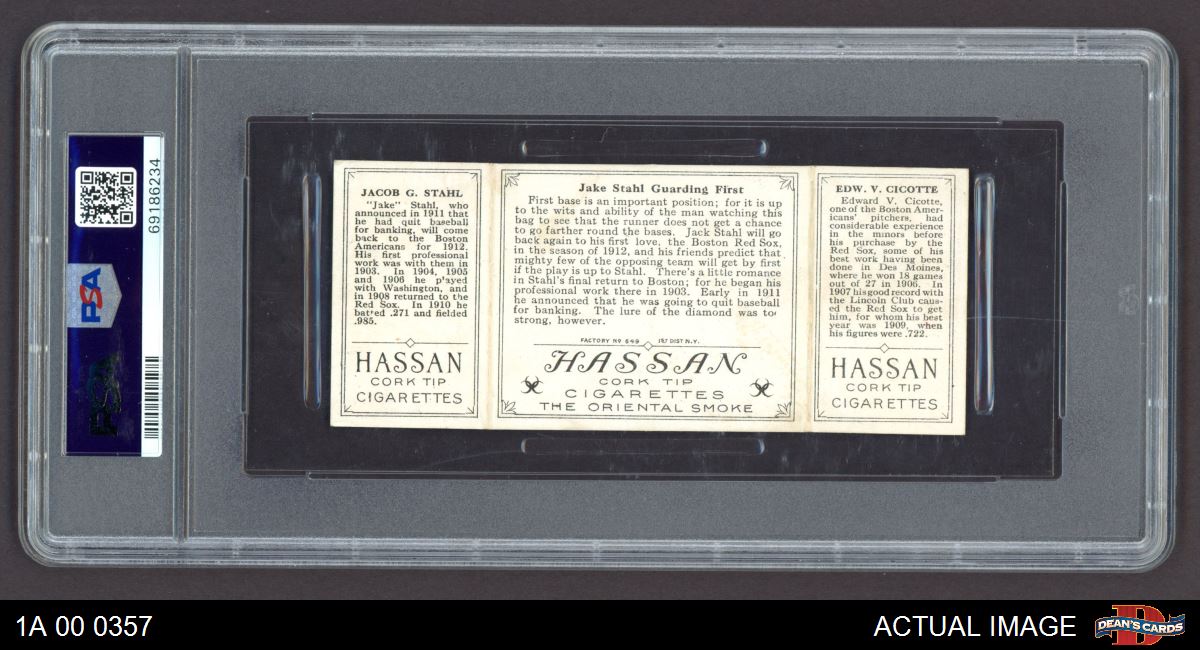 69186234
PSA
JACOB G. STAHL
"Jake" Stahl, who
announced in 1911 that
he had quit baseball
for banking, will come
back to the Boston
Americans for 1912.
His first professional
work was with them in
1903. In 1904, 1905
and 1906 he played
with Washington, and
in 1908 returned to the
Red Sox. In 1910 he
batted .271 and fielded
.985.
HASSAN
CORK TIP
CIGARETTES
Jake Stahl Guarding First
First base is an important position; for it is up
to the wits and ability of the man watching this
bag to see that the runner does not get a chance
to go farther round the bases. Jack Stahl will go
back again to his first love, the Boston Red Sox,
in the season of 1912, and his friends predict that
mighty few of the opposing team will get by first
if the play is up to Stahl. There's a little romance
in Stahl's final return to Boston; for he began his
professional work there in 1903. Early in 1911
he announced that he was going to quit baseball
for banking. The lure of the diamond was too
strong, however.
FACTORY Nº 649 1ST DIST N.Y.
HASSAN
CORK TIP
CIGARETTES
THE ORIENTAL SMOKE
EDW. V. CICOTTE
Edward V. Cicotte,
one of the Boston Amer-
icans' pitchers, had
considerable experience
in the minors before
his purchase by the
Red Sox, some of his
best work having been
done in Des Moines,
where he won 18 games
out of 27 in 1906. In
1907 his good record with
the Lincoln Club caus-
ed the Red Sox to get
him, for whom his best
year was 1909, when
his figures were .722.
HASSAN
CORK TIP
CIGARETTES
1A 00 0357
ACTUAL IMAGE
DEAN'S CARDS